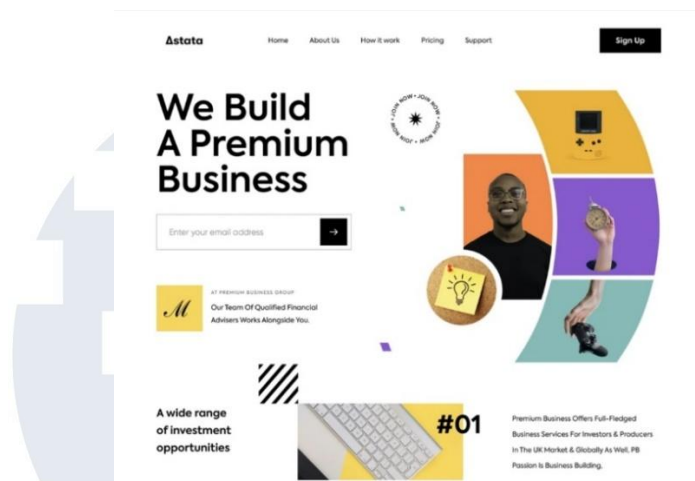 Astata
Home
About Us
How it work
Pricing
Support
Sign Up
We Build
A Premium
Business
JOIN NOW • JOIN NOW • JOIN NOW • JOIN NOW •
Enter your email address
M
AT PREMIUM BUSINESS GROUP
Our Team Of Qualified Financial
Advisers Works Alongside You.
A wide range
of investment
opportunities
#01
Premium Business Offers Full-Fledged
Business Services For Investors & Producers
In The UK Market & Globally As Well, PB
Passion Is Business Building,